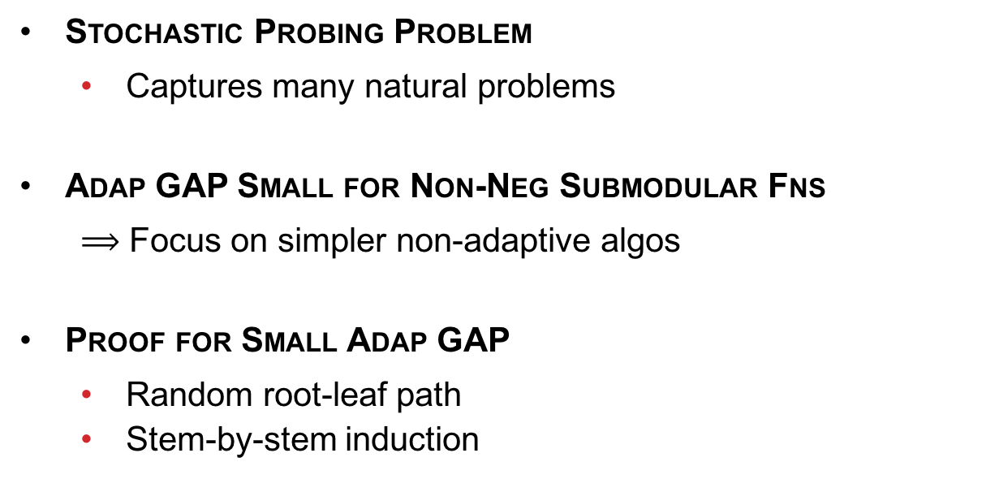 • Stochastic Probing Problem
• Captures many natural problems
• Adap GAP Small for Non-Neg Submodular Fns
⟹ Focus on simpler non-adaptive algos
• Proof for Small Adap GAP
• Random root-leaf path
• Stem-by-stem induction